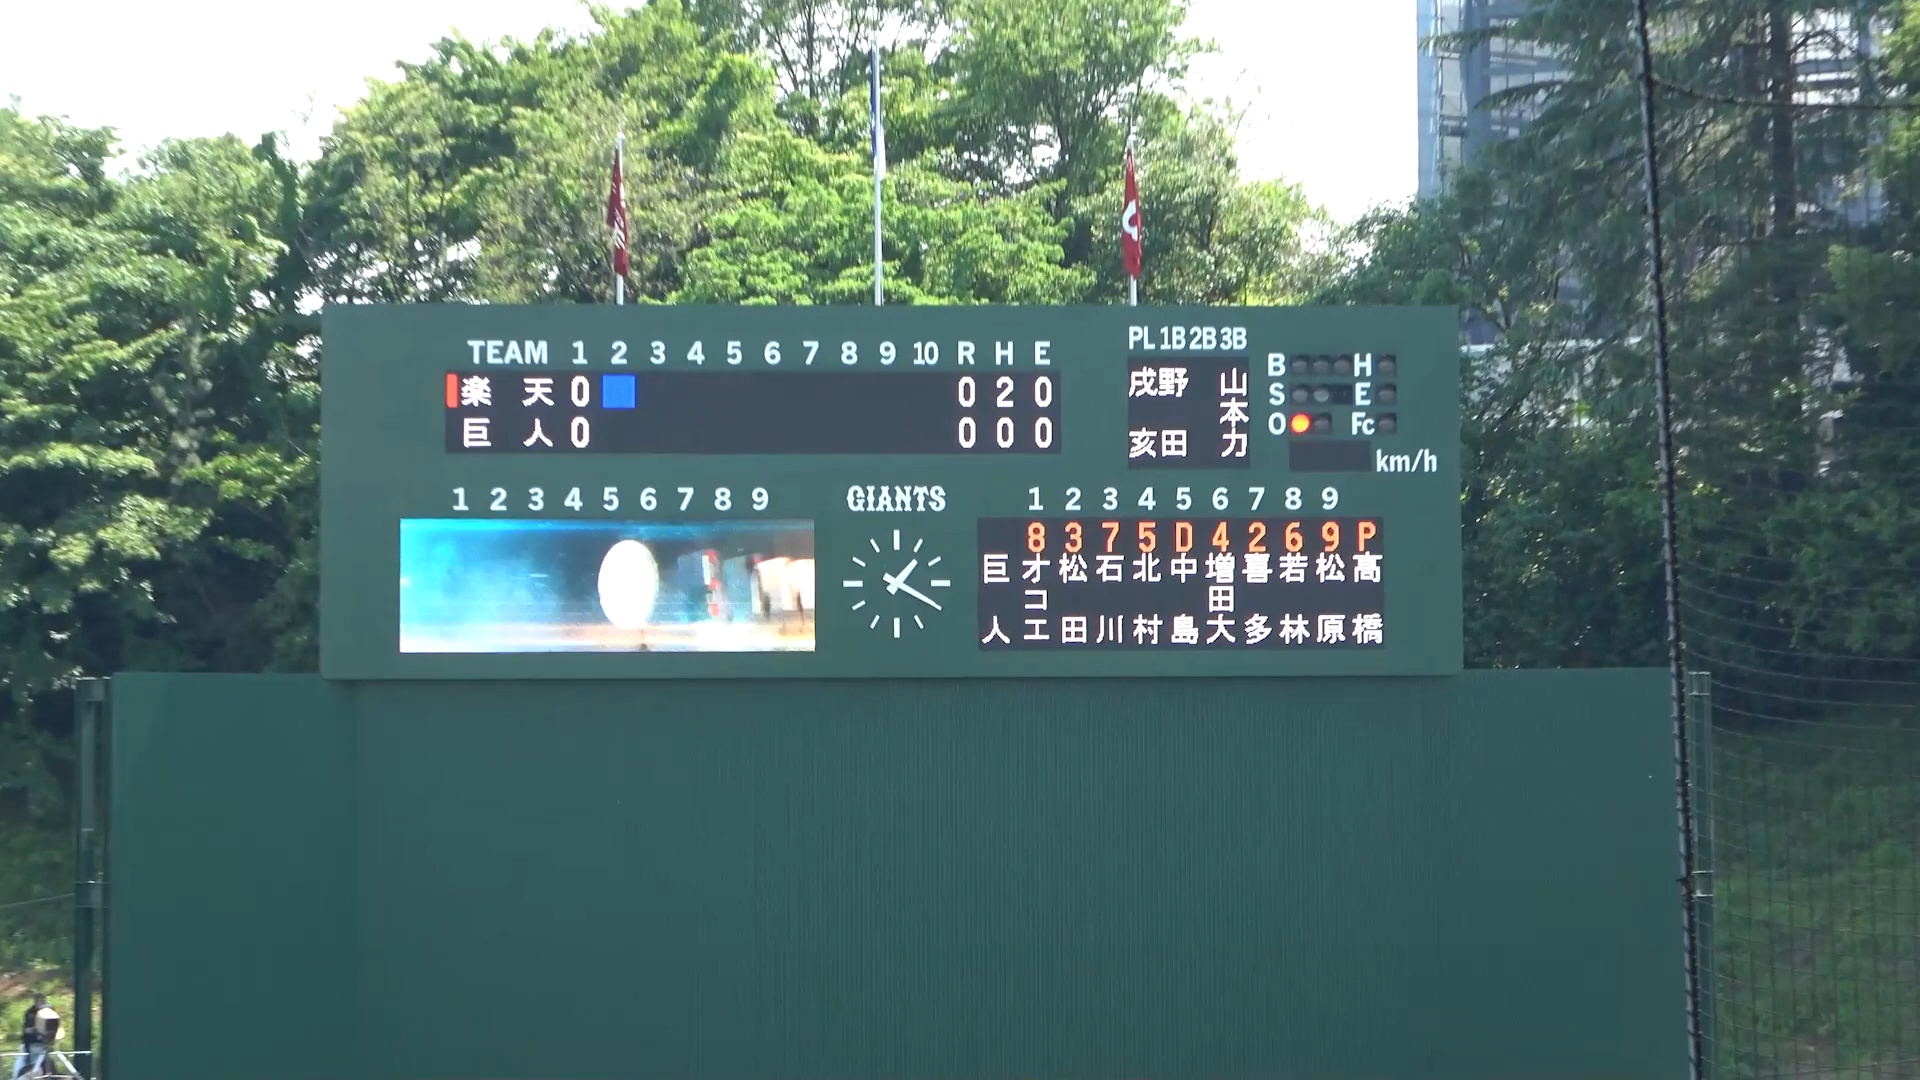 TEAM 1 2 3 4 5 6 7 8 9 10 R H E
楽天 0 0 2 0
巨人 0 0 0 0
PL 1B 2B 3B
戌亥 野田 山本力
B H
S E
O Fc
km/h
1 2 3 4 5 6 7 8 9
GIANTS
1 2 3 4 5 6 7 8 9
8 3 7 5 D 4 2 6 9 P
巨人 オコエ 松田 石川 北村 中島 増田大 喜多 若林 松原 高橋